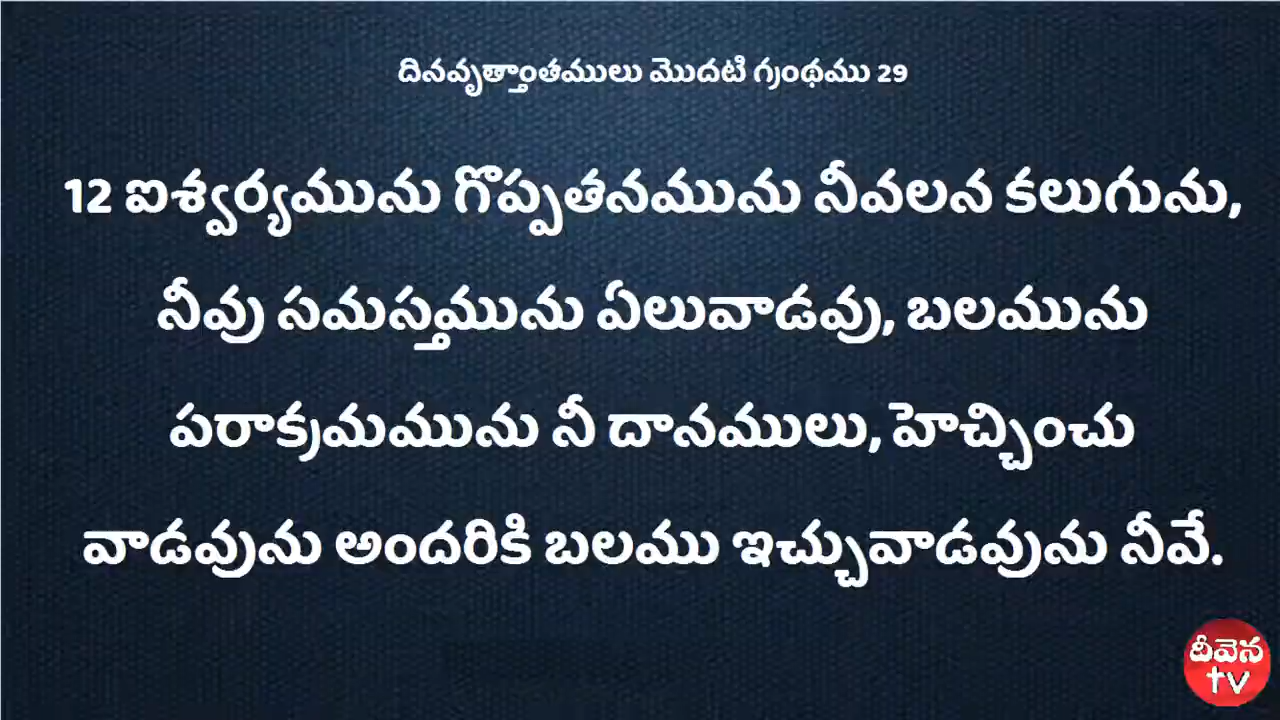 దినవృత్తాంతములు మొదటి గ్రంథము 29
12 ఐశ్వర్యమును గొప్పతనమును నీవలన కలుగును,
నీవు సమస్తమును ఏలువాడవు, బలమును
పరాక్రమమును నీ దానములు, హెచ్చించు
వాడవును అందరికి బలము ఇచ్చువాడవును నీవే.
దీవెన
tv